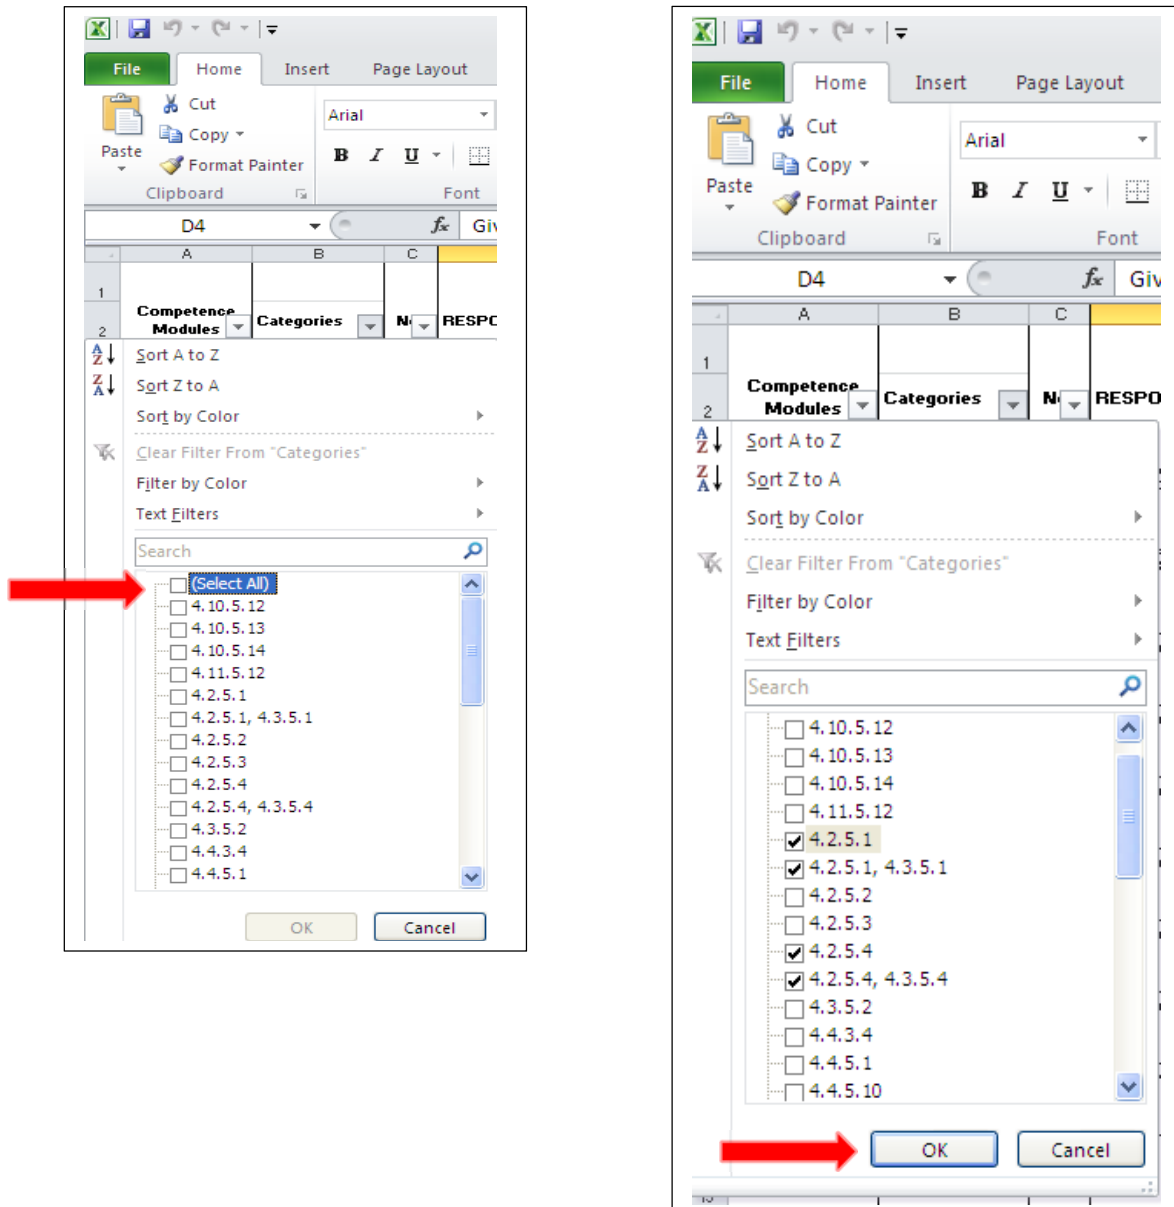 File Home Insert Page Layout
Cut
Arial
Copy
Paste
Format Painter
B I U
Clipboard Font
D4 fx Giv
A B C
1
Competence
Modules Categories N RESPO
2
Sort A to Z
Sort Z to A
Sort by Color
Clear Filter From "Categories"
Filter by Color
Text Filters
Search
(Select All)
4.10.5.12
4.10.5.13
4.10.5.14
4.11.5.12
4.2.5.1
4.2.5.1, 4.3.5.1
4.2.5.2
4.2.5.3
4.2.5.4
4.2.5.4, 4.3.5.4
4.3.5.2
4.4.3.4
4.4.5.1
OK Cancel
File Home Insert Page Layout
Cut
Arial
Copy
Paste
Format Painter
B I U
Clipboard Font
D4 fx Giv
A B C
1
Competence
Modules Categories N RESPO
2
Sort A to Z
Sort Z to A
Sort by Color
Clear Filter From "Categories"
Filter by Color
Text Filters
Search
4.10.5.12
4.10.5.13
4.10.5.14
4.11.5.12
4.2.5.1
4.2.5.1, 4.3.5.1
4.2.5.2
4.2.5.3
4.2.5.4
4.2.5.4, 4.3.5.4
4.3.5.2
4.4.3.4
4.4.5.1
4.4.5.10
OK Cancel